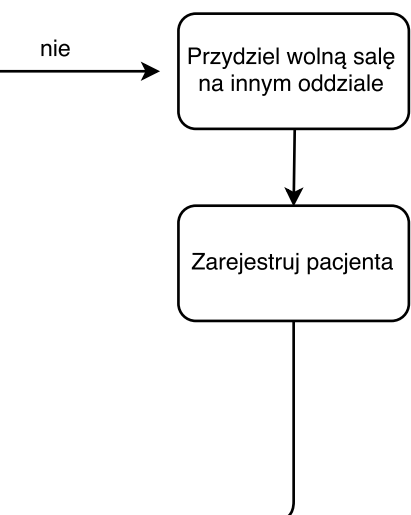 nie
Przydziel wolną salę
na innym oddziale
Zarejestruj pacjenta